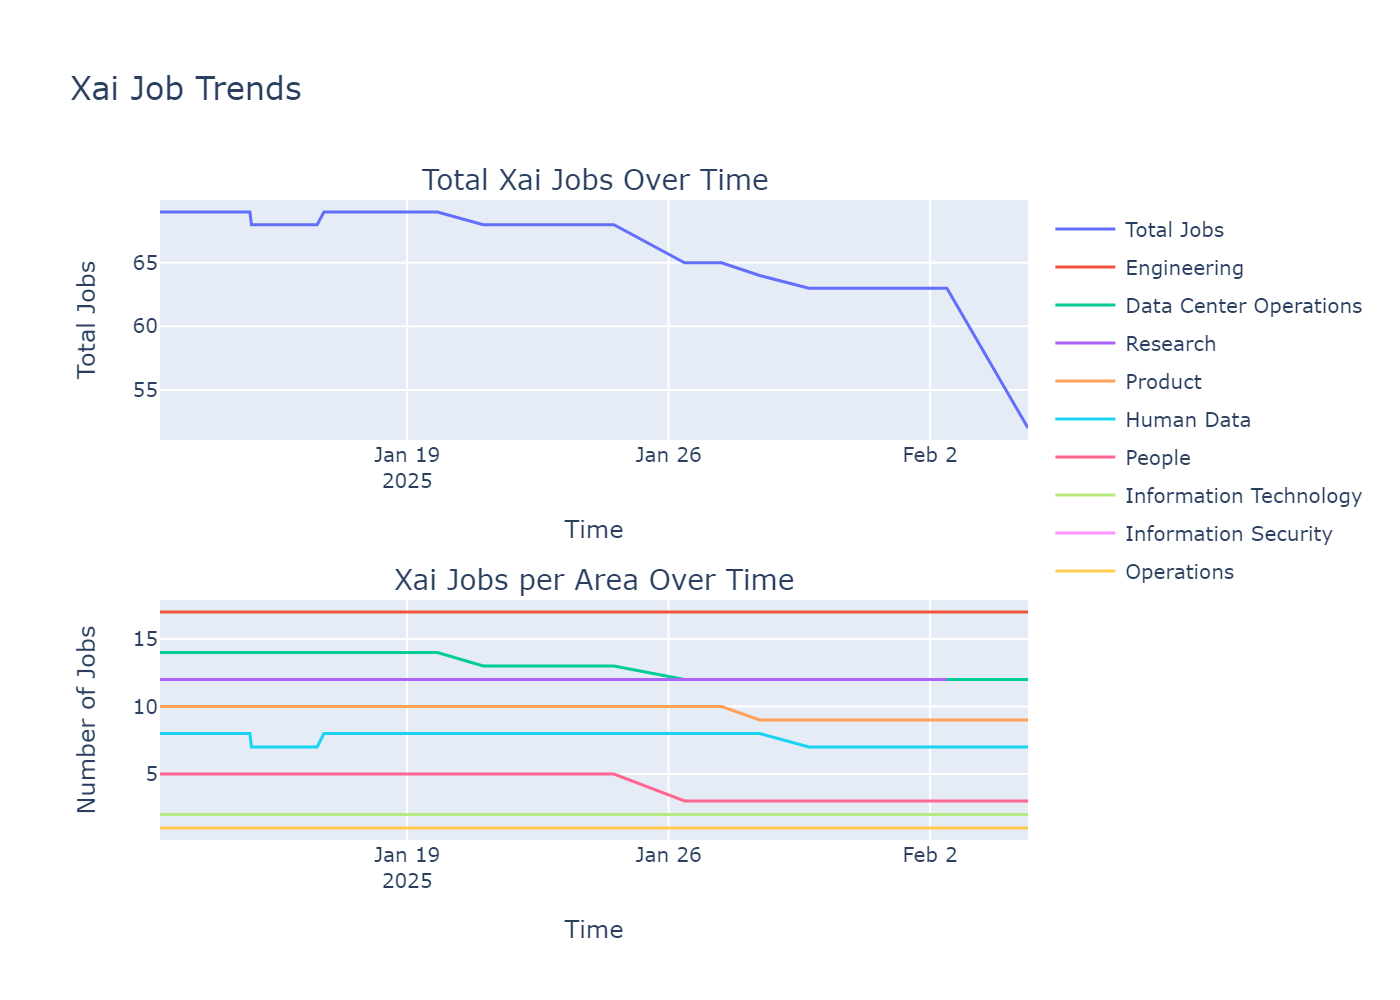 Xai Job Trends
Total Xai Jobs Over Time
Total Jobs
65
60
55
Jan 19
2025
Jan 26
Feb 2
Time
Total Jobs
Engineering
Data Center Operations
Research
Product
Human Data
People
Information Technology
Information Security
Operations
Xai Jobs per Area Over Time
Number of Jobs
15
10
5
Jan 19
2025
Jan 26
Feb 2
Time